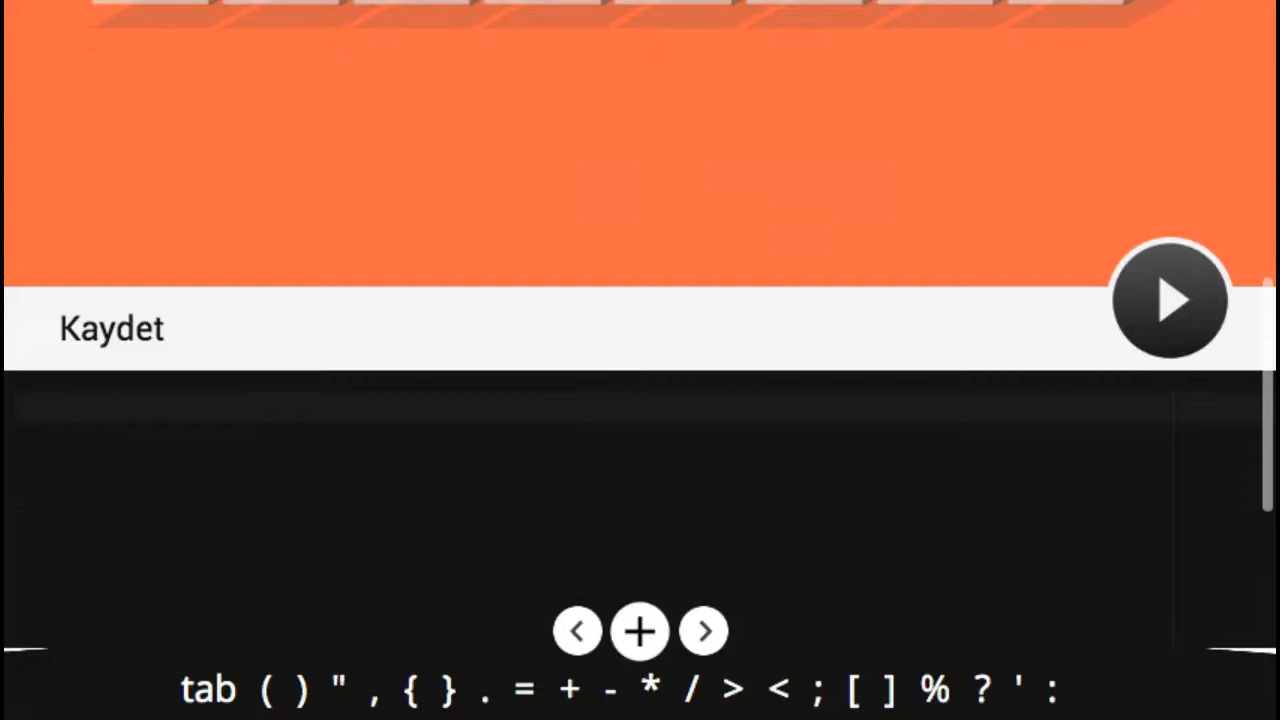 Kaydet
tab ( ) " , { } . = + - * / > < ; [ ] % ? ' :